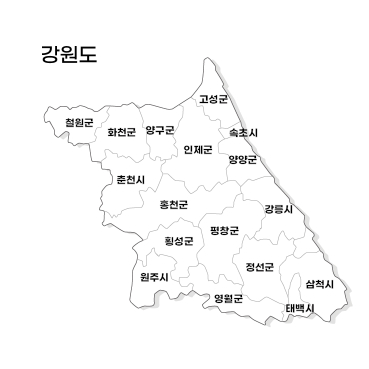 강원도
고성군
철원군
화천군
양구군
속초시
인제군
양양군
춘천시
홍천군
강릉시
평창군
횡성군
정선군
원주시
삼척시
영월군
태백시